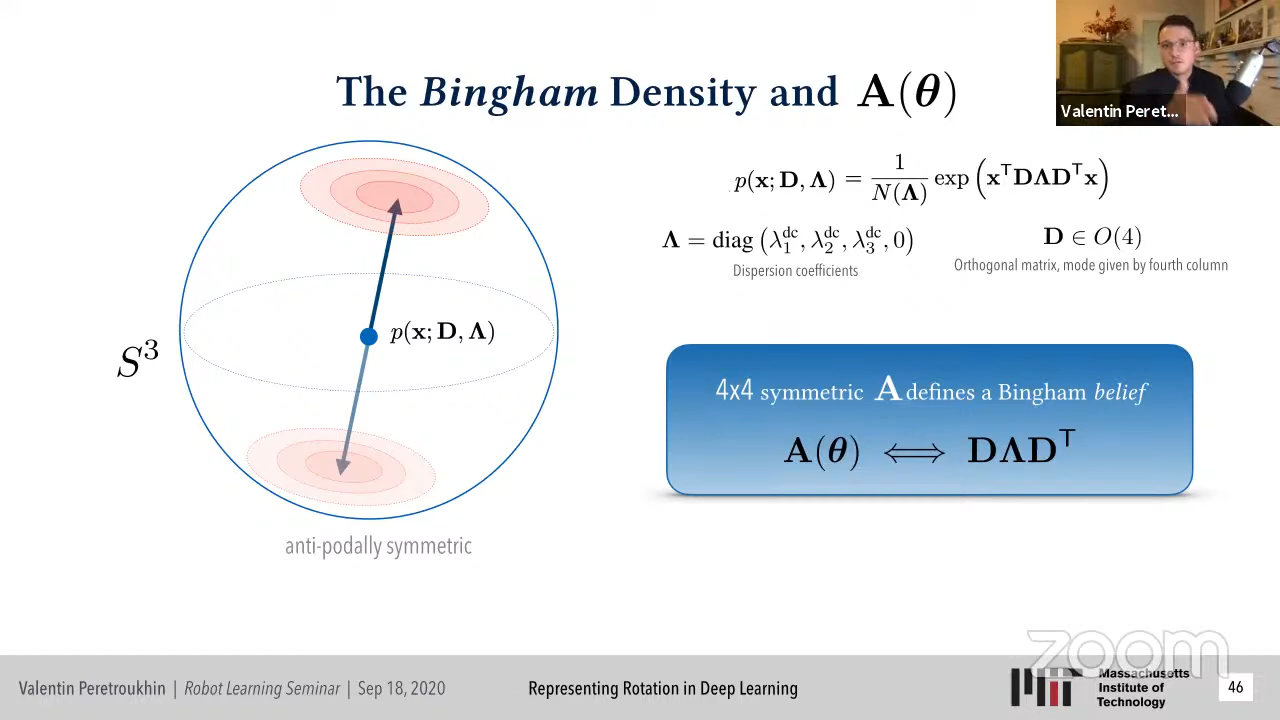 The Bingham Density and A(θ)
Valentin Peret...
p(x; D, Λ) = 1/N(Λ) exp (xᵀDΛDᵀx)
Λ = diag (λ₁ᵈᶜ, λ₂ᵈᶜ, λ₃ᵈᶜ, 0)
Dispersion coefficients
D ∈ O(4)
Orthogonal matrix, mode given by fourth column
p(x; D, Λ)
S³
4x4 symmetric A defines a Bingham belief
A(θ) ⟺ DΛDᵀ
anti-podally symmetric
zoom
Valentin Peretroukhin | Robot Learning Seminar | Sep 18, 2020
Representing Rotation in Deep Learning
Massachusetts
Institute of
Technology
46